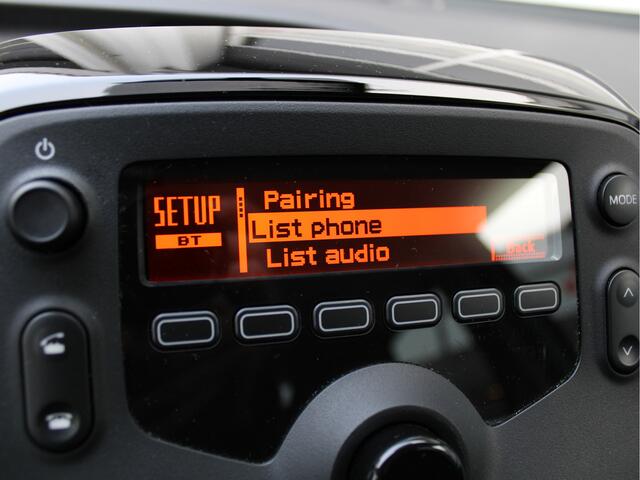 Pairing
SETUP
List phone
BT
List audio
Back
MODE